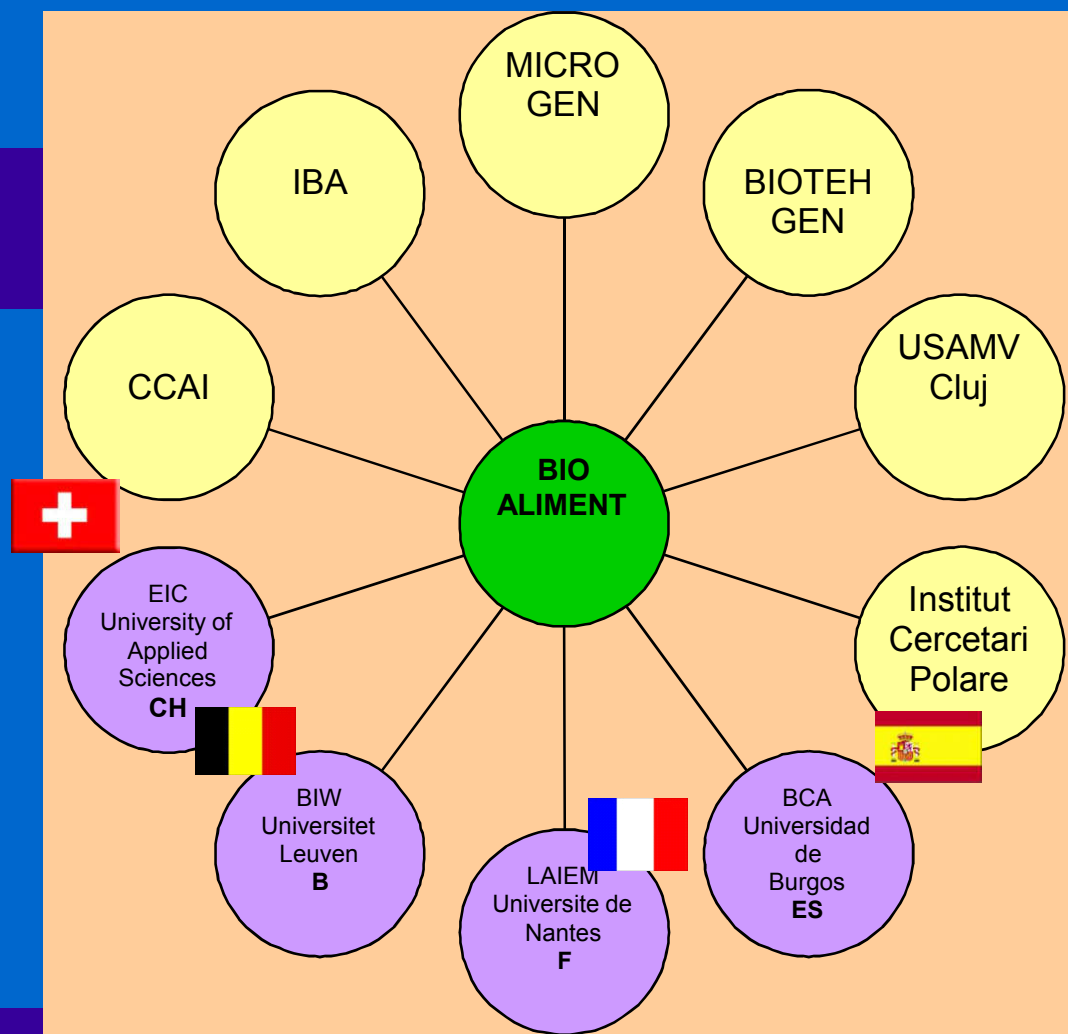 MICRO
GEN
IBA
BIOTEH
GEN
CCAI
USAMV
Cluj
BIO
ALIMENT
EIC
University of
Applied
Sciences
CH
Institut
Cercetari
Polare
BIW
Universitet
Leuven
B
LAIEM
Universite de
Nantes
F
BCA
Universidad
de
Burgos
ES